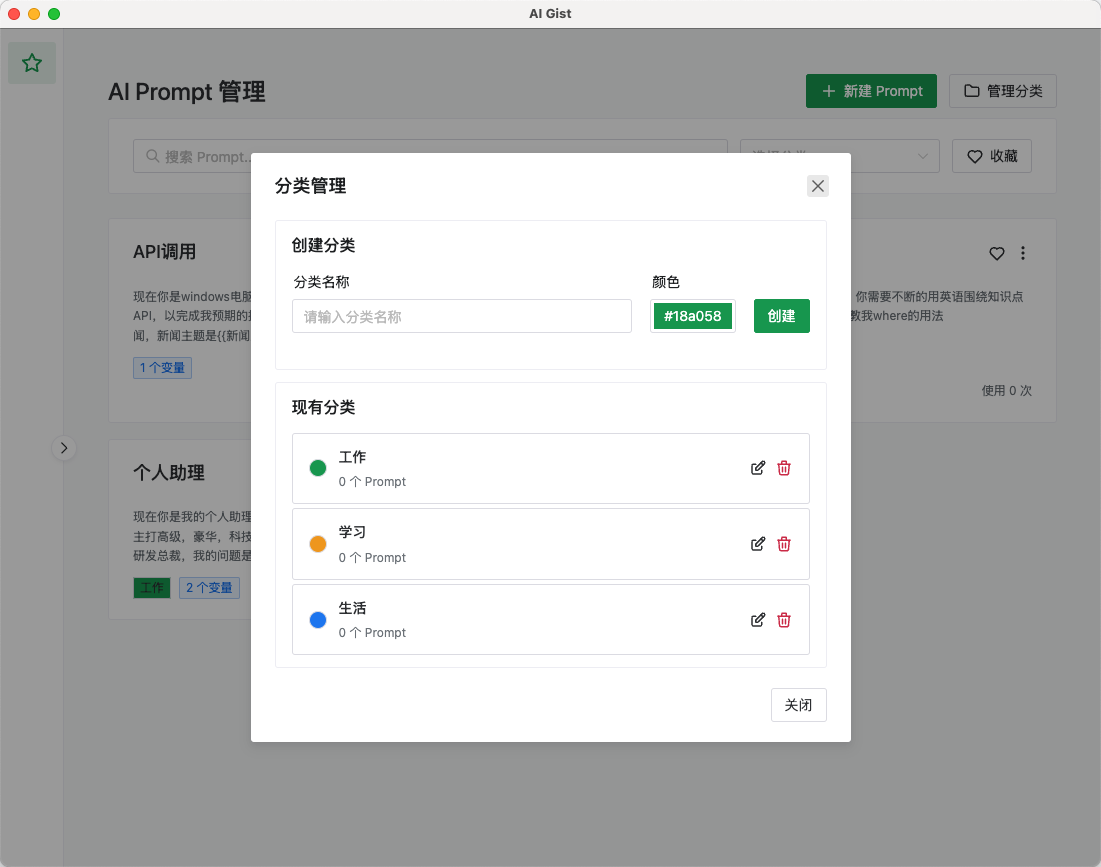 AI Gist
AI Prompt 管理
新建 Prompt
管理分类
搜索 Prompt...
收藏
分类管理
创建分类
分类名称
颜色
请输入分类名称
#18a058
创建
现有分类
工作
0 个 Prompt
学习
0 个 Prompt
生活
0 个 Prompt
关闭
API调用
现在你是windows电脑
API，以完成我预期的
闻，新闻主题是{{新闻
1 个变量
你需要不断的用英语围绕知识点
教我where的用法
使用 0 次
个人助理
现在你是我的个人助理
主打高级，豪华，科技
研发总裁，我的问题是
工作
2 个变量